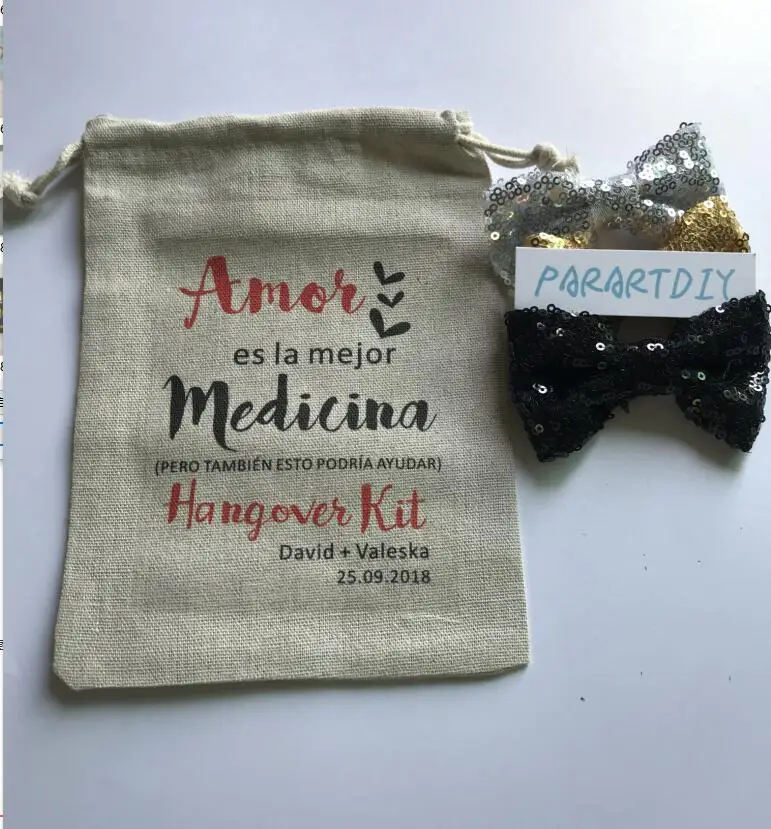 Amor
es la mejor
Medicina
(PERO TAMBIÉN ESTO PODRÍA AYUDAR)
Hangover Kit
David + Valeska
25.09.2018
PARARTDIY